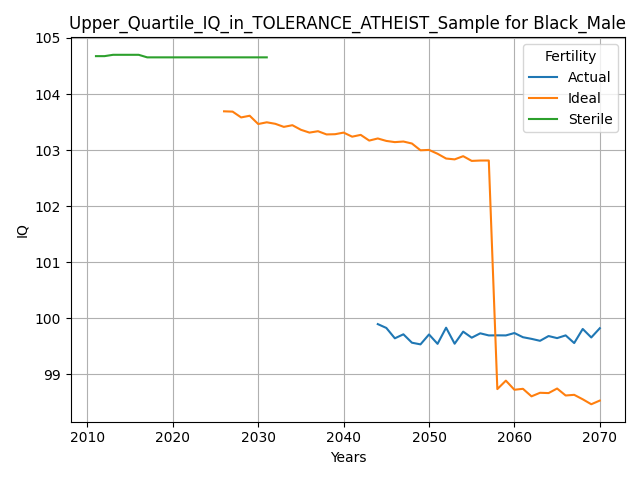 Upper_Quartile_IQ_in_TOLERANCE_ATHEIST_Sample for Black_Male
105
104
103
102
101
100
99
IQ
2010 2020 2030 2040 2050 2060 2070
Years
Fertility
Actual
Ideal
Sterile